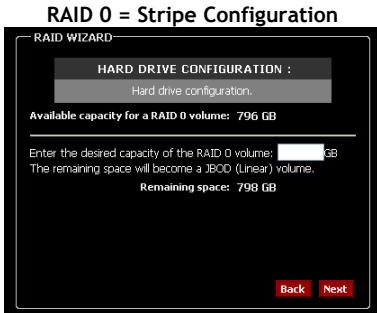 RAID 0 = Stripe Configuration
RAID WIZARD
HARD DRIVE CONFIGURATION :
Hard drive configuration.
Available capacity for a RAID 0 volume: 796 GB
Enter the desired capacity of the RAID 0 volume: GB
The remaining space will become a JBOD (Linear) volume.
Remaining space: 798 GB
Back Next